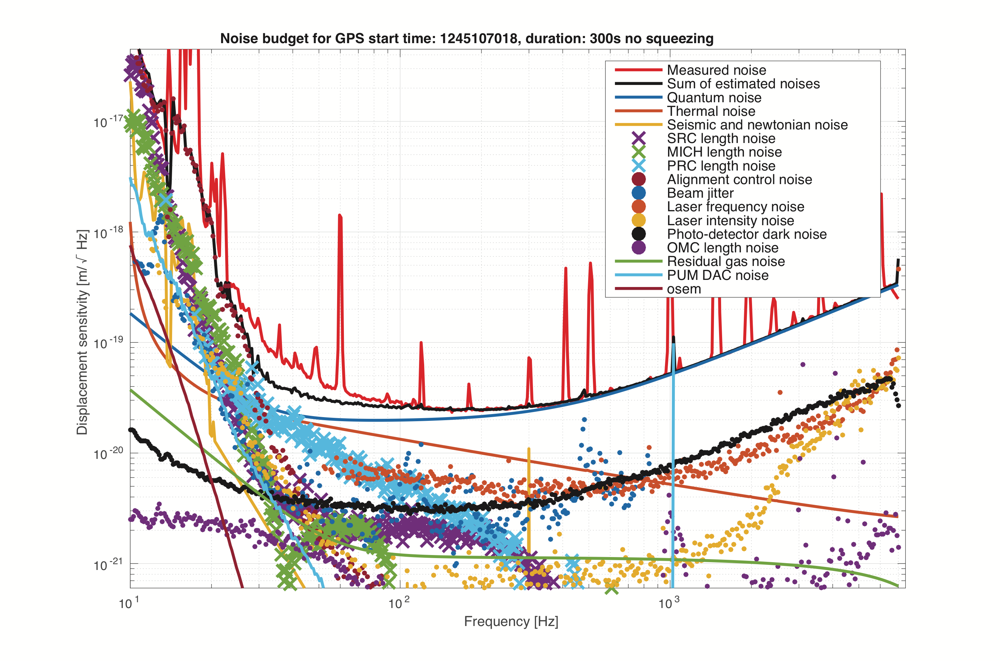 Noise budget for GPS start time: 1245107018, duration: 300s no squeezing
Measured noise
Sum of estimated noises
Quantum noise
Thermal noise
Seismic and newtonian noise
SRC length noise
MICH length noise
PRC length noise
Alignment control noise
Beam jitter
Laser frequency noise
Laser intensity noise
Photo-detector dark noise
OMC length noise
Residual gas noise
PUM DAC noise
osem
Displacement sensitivity [m/√ Hz]
10^-17
10^-18
10^-19
10^-20
10^-21
10^1 10^2 10^3
Frequency [Hz]